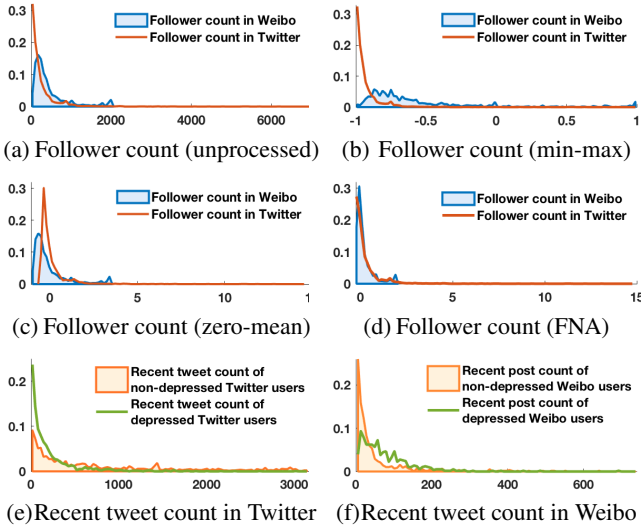 0.3
0.2
0.1
0
0 2000 4000 6000
Follower count in Weibo
Follower count in Twitter
(a) Follower count (unprocessed)
0.3
0.2
0.1
0
-1 -0.5 0 0.5 1
Follower count in Weibo
Follower count in Twitter
(b) Follower count (min-max)
0.3
0.2
0.1
0
0 5 10 1
Follower count in Weibo
Follower count in Twitter
(c) Follower count (zero-mean)
0.3
0.2
0.1
0
0 5 10 15
Follower count in Weibo
Follower count in Twitter
(d) Follower count (FNA)
0.2
0.1
0
0 1000 2000 3000
Recent tweet count of
non-depressed Twitter users
Recent tweet count of
depressed Twitter users
(e)Recent tweet count in Twitter
0.2
0.1
0
0 200 400 600
Recent post count of
non-depressed Weibo users
Recent post count of
depressed Weibo users
(f)Recent tweet count in Weibo